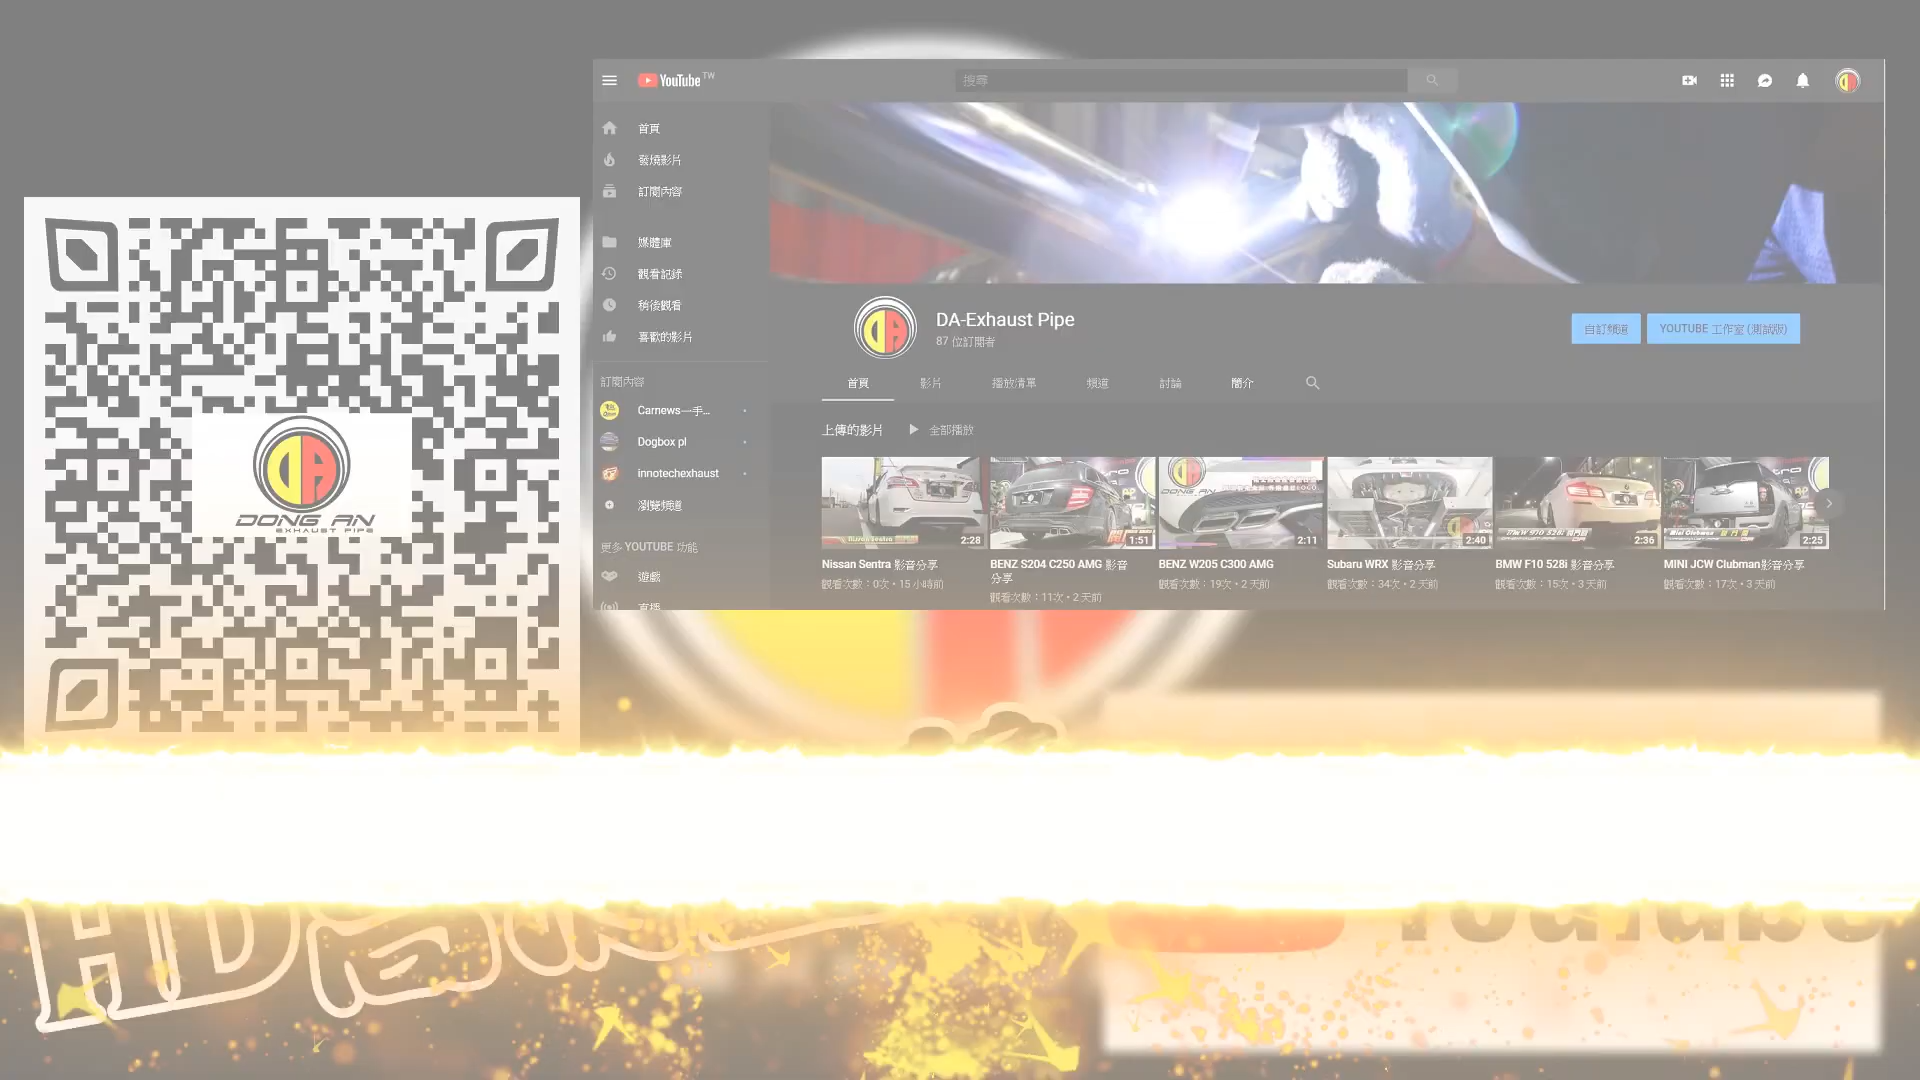 YouTube TW
搜尋
首頁
發燒影片
訂閱內容
媒體庫
觀看記錄
稍後觀看
喜歡的影片
訂閱內容
Carnews一手...
Dogbox pl
innotechexhaust
瀏覽頻道
更多 YOUTUBE 功能
遊戲
直播
DA-Exhaust Pipe
87 位訂閱者
自訂頻道
YOUTUBE 工作室 (測試版)
首頁 影片 播放清單 頻道 討論 簡介
上傳的影片 全部播放
2:28 1:51 2:11 2:40 2:36 2:25
Nissan Sentra 影音分享
觀看次數：0次 • 15 小時前
BENZ S204 C250 AMG 影音
分享
觀看次數：11次 • 2 天前
BENZ W205 C300 AMG
觀看次數：19次 • 2 天前
Subaru WRX 影音分享
觀看次數：34次 • 2 天前
BMW F10 528i 影音分享
觀看次數：15次 • 3 天前
MINI JCW Clubman影音分享
觀看次數：17次 • 3 天前
DA
DONG AN
EXHAUST PIPE
YouTube